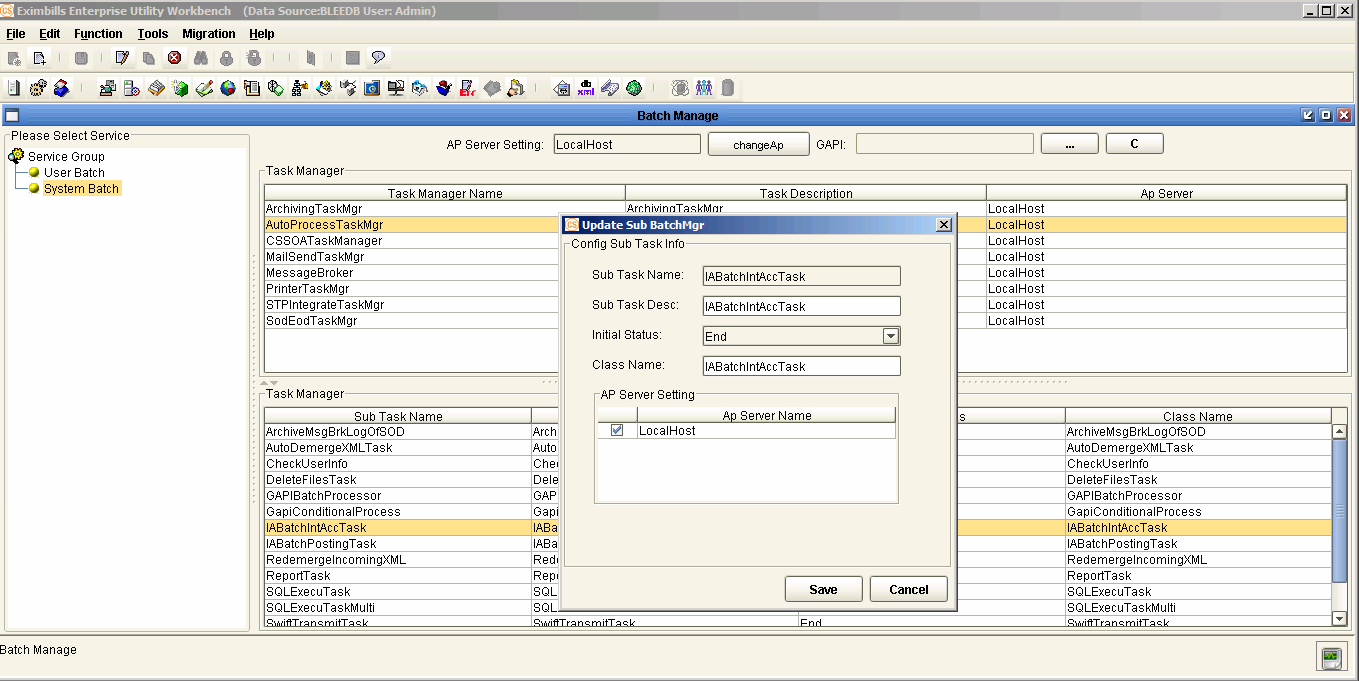 CS Eximbills Enterprise Utility Workbench (Data Source:BLEEDB User: Admin)
File Edit Function Tools Migration Help
Batch Manage
Please Select Service
Service Group
User Batch
System Batch
AP Server Setting: LocalHost changeAp GAPI: ... C
Task Manager
Task Manager Name Task Description Ap Server
ArchivingTaskMgr ArchivingTaskMgr LocalHost
AutoProcessTaskMgr LocalHost
CSSOATaskManager LocalHost
MailSendTaskMgr LocalHost
MessageBroker LocalHost
PrinterTaskMgr LocalHost
STPIntegrateTaskMgr LocalHost
SodEodTaskMgr LocalHost
CS Update Sub BatchMgr
Config Sub Task Info
Sub Task Name: IABatchIntAccTask
Sub Task Desc: IABatchIntAccTask
Initial Status: End
Class Name: IABatchIntAccTask
AP Server Setting
Ap Server Name
LocalHost
Save Cancel
Task Manager
Sub Task Name s Class Name
ArchiveMsgBrkLogOfSOD Arch ArchiveMsgBrkLogOfSOD
AutoDemergeXMLTask Auto AutoDemergeXMLTask
CheckUserInfo Chec CheckUserInfo
DeleteFilesTask Dele DeleteFilesTask
GAPIBatchProcessor GAP GAPIBatchProcessor
GapiConditionalProcess Gapi GapiConditionalProcess
IABatchIntAccTask IABa IABatchIntAccTask
IABatchPostingTask IABa IABatchPostingTask
RedemergeIncomingXML Rede RedemergeIncomingXML
ReportTask Repo ReportTask
SQLExecuTask SQL SQLExecuTask
SQLExecuTaskMulti SQL SQLExecuTaskMulti
SwiftTransmitTask SwiftTransmitTask End SwiftTransmitTask
Batch Manage